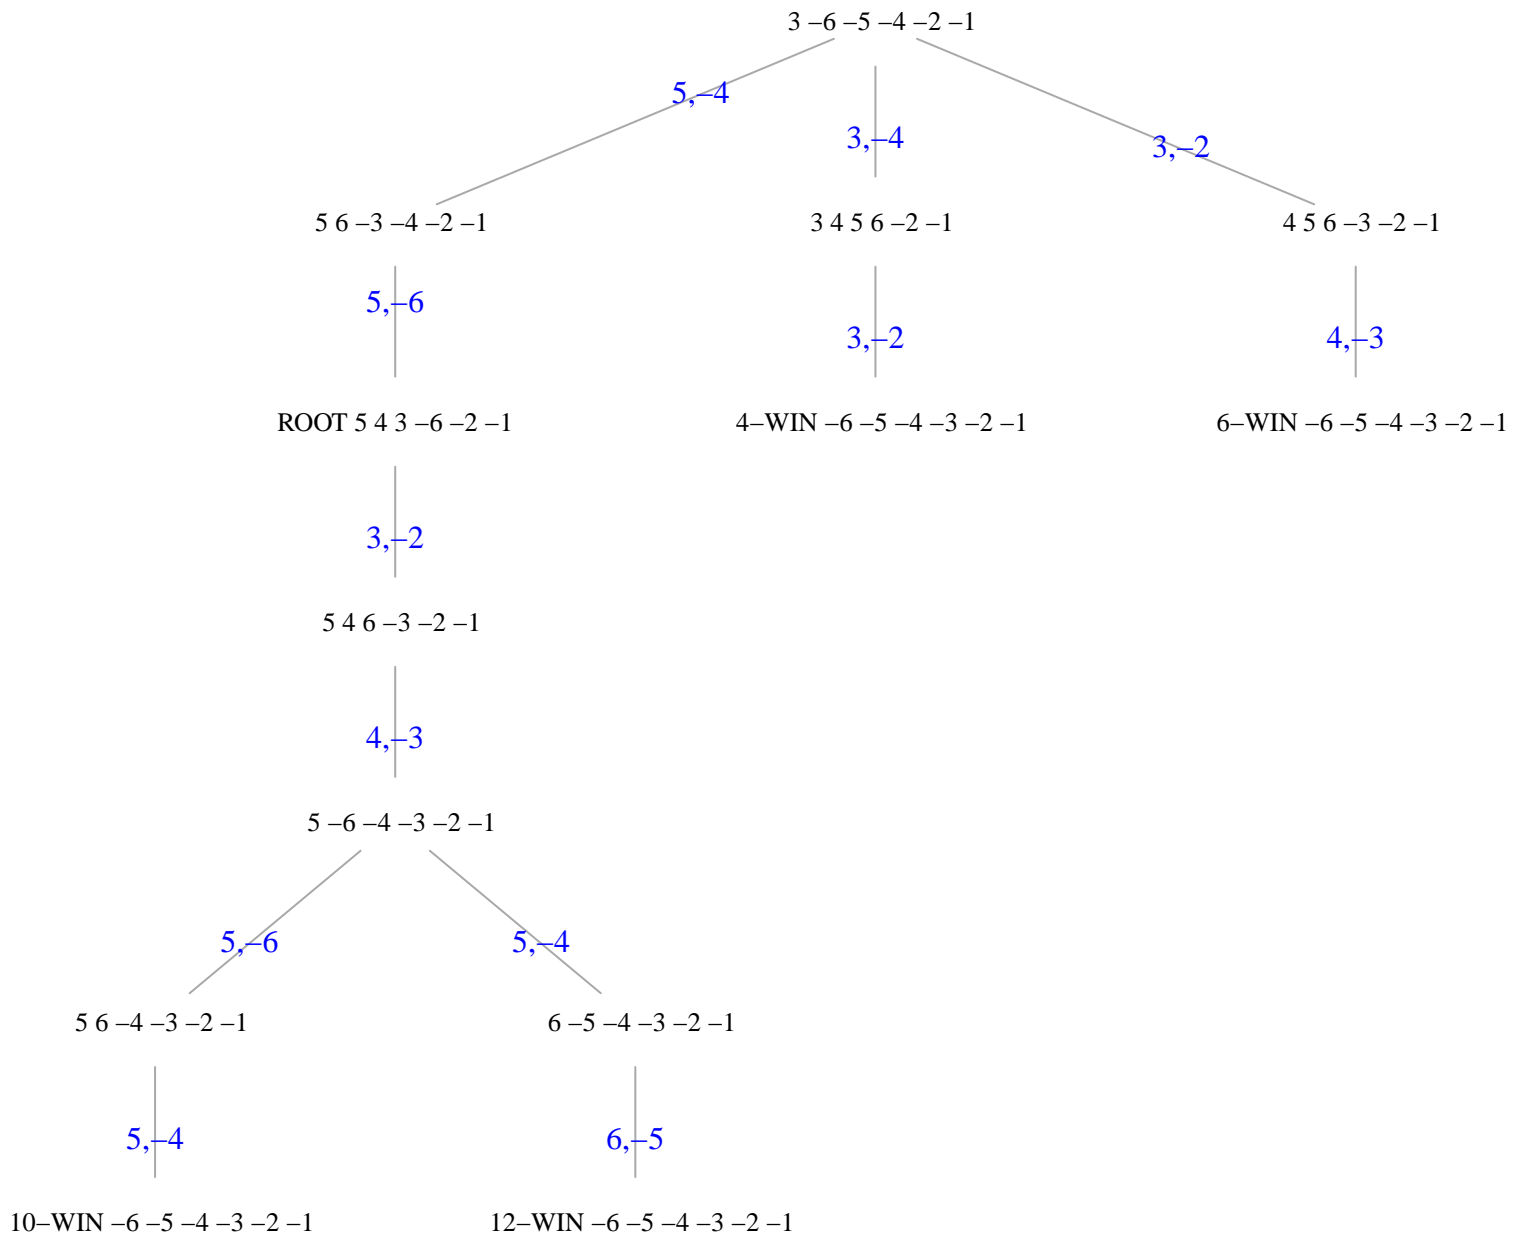 3 –6 –5 –4 –2 –1
5,–4
3,–4
3,–2
5 6 –3 –4 –2 –1
3 4 5 6 –2 –1
4 5 6 –3 –2 –1
5,–6
3,–2
4,–3
ROOT 5 4 3 –6 –2 –1
4–WIN –6 –5 –4 –3 –2 –1
6–WIN –6 –5 –4 –3 –2 –1
3,–2
5 4 6 –3 –2 –1
4,–3
5 –6 –4 –3 –2 –1
5,–6
5,–4
5 6 –4 –3 –2 –1
6 –5 –4 –3 –2 –1
5,–4
6,–5
10–WIN –6 –5 –4 –3 –2 –1
12–WIN –6 –5 –4 –3 –2 –1